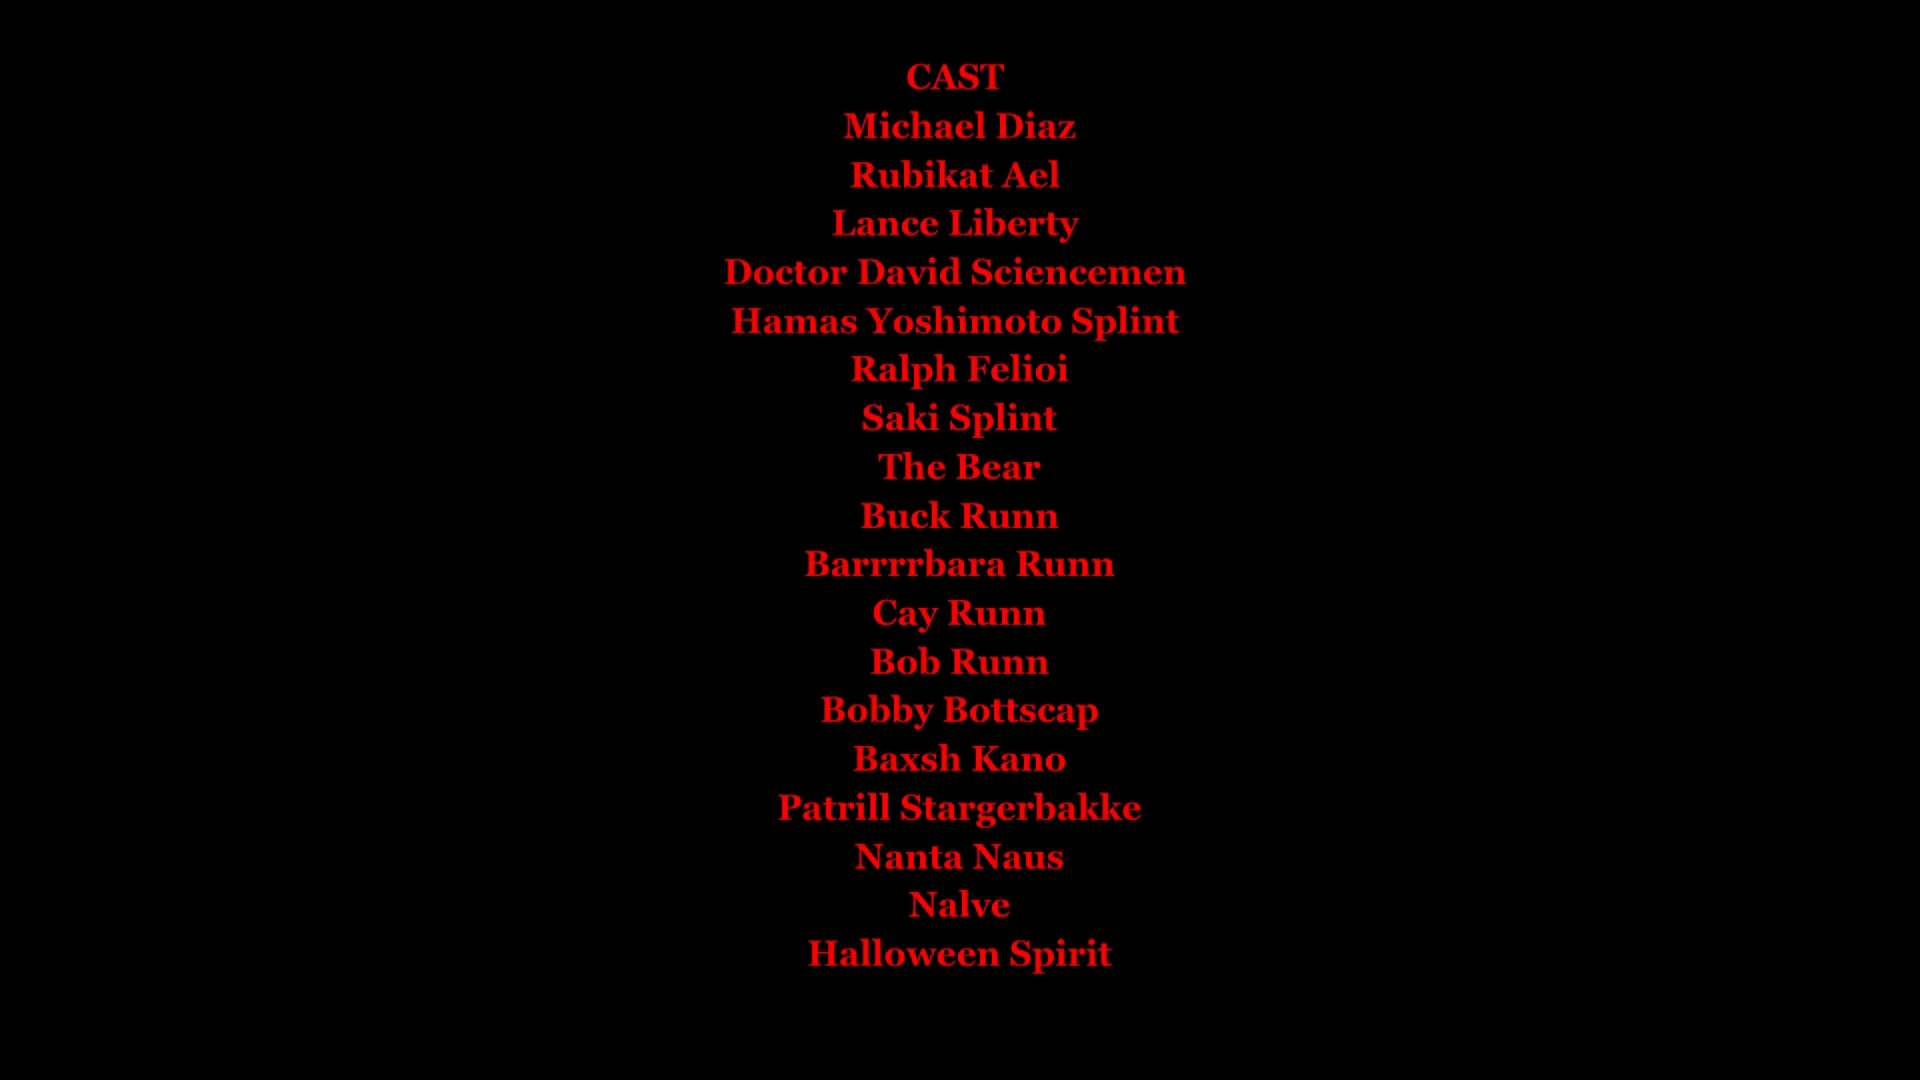 CAST
Michael Diaz
Rubikat Ael
Lance Liberty
Doctor David Sciencemen
Hamas Yoshimoto Splint
Ralph Felioi
Saki Splint
The Bear
Buck Runn
Barrrrbara Runn
Cay Runn
Bob Runn
Bobby Bottscap
Baxsh Kano
Patrill Stargerbakke
Nanta Naus
Nalve
Halloween Spirit